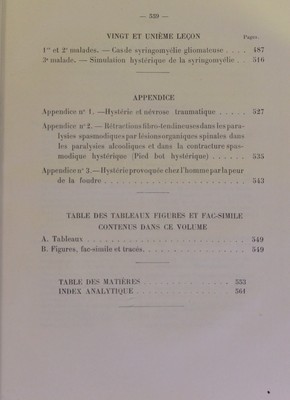 — 559 —
VINGT ET UNIÈME LEÇON Pages.
1er et 2e malades. — Cas de syringomyélie gliomateuse . . . . 487
3e malade. — Simulation hystérique de la syringomyélie . . 516
APPENDICE
Appendice no 1. — Hystérie et névrose traumatique . . . . . 527
Appendice no 2. — Rétractions fibro-tendineuses dans les para-
lysies spasmodiques par lésions organiques spinales dans
les paralysies alcooliques et dans la contracture spas-
modique hystérique (Pied bot hystérique) . . . . . . 535
Appendice no 3. — Hystérie provoquée chez l'homme par la peur
de la foudre . . . . . . . . . . . . . . . . . . . . 543
TABLE DES TABLEAUX FIGURES ET FAC-SIMILE
CONTENUS DANS CE VOLUME
A. Tableaux . . . . . . . . . . . . . . . . . . . . . . 549
B. Figures, fac-simile et tracés. . . . . . . . . . . . . . 549
TABLE DES MATIÈRES . . . . . . . . . . . . . 553
INDEX ANALYTIQUE . . . . . . . . . . . . . 561